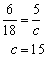 6/18 = 5/c
c = 15